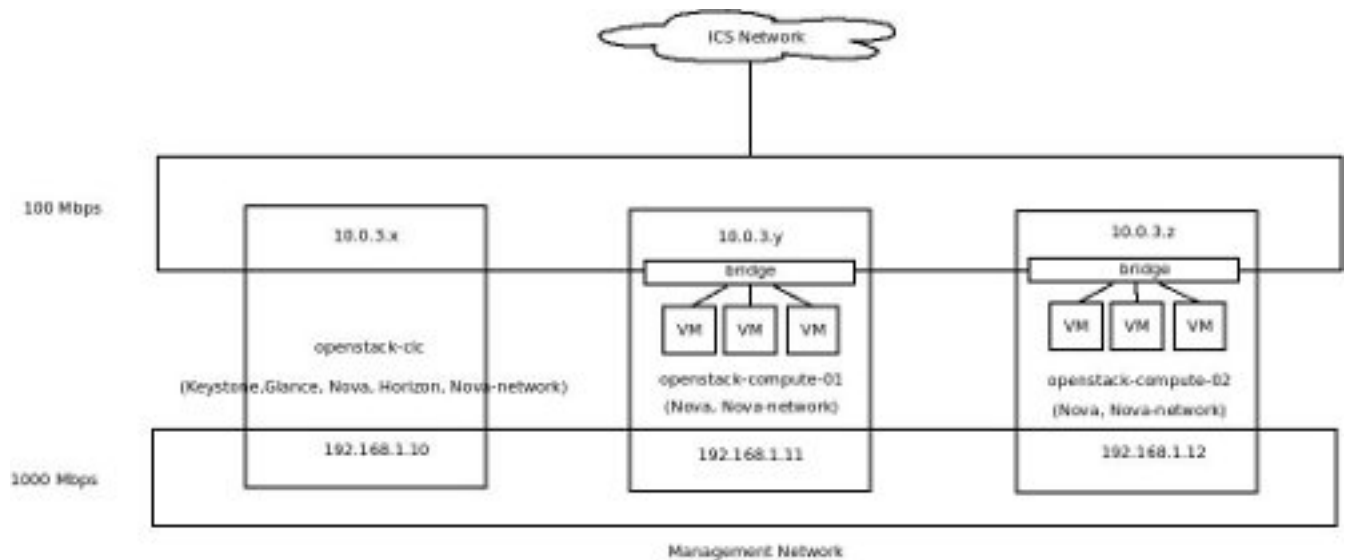 ICS Network
100 Mbps
10.0.3.x
10.0.3.y
10.0.3.z
bridge
bridge
VM VM VM
VM VM VM
openstack-clc
(Keystone,Glance, Nova, Horizon, Nova-network)
openstack-compute-01
(Nova, Nova-network)
openstack-compute-02
(Nova, Nova-network)
192.168.1.10
192.168.1.11
192.168.1.12
1000 Mbps
Management Network